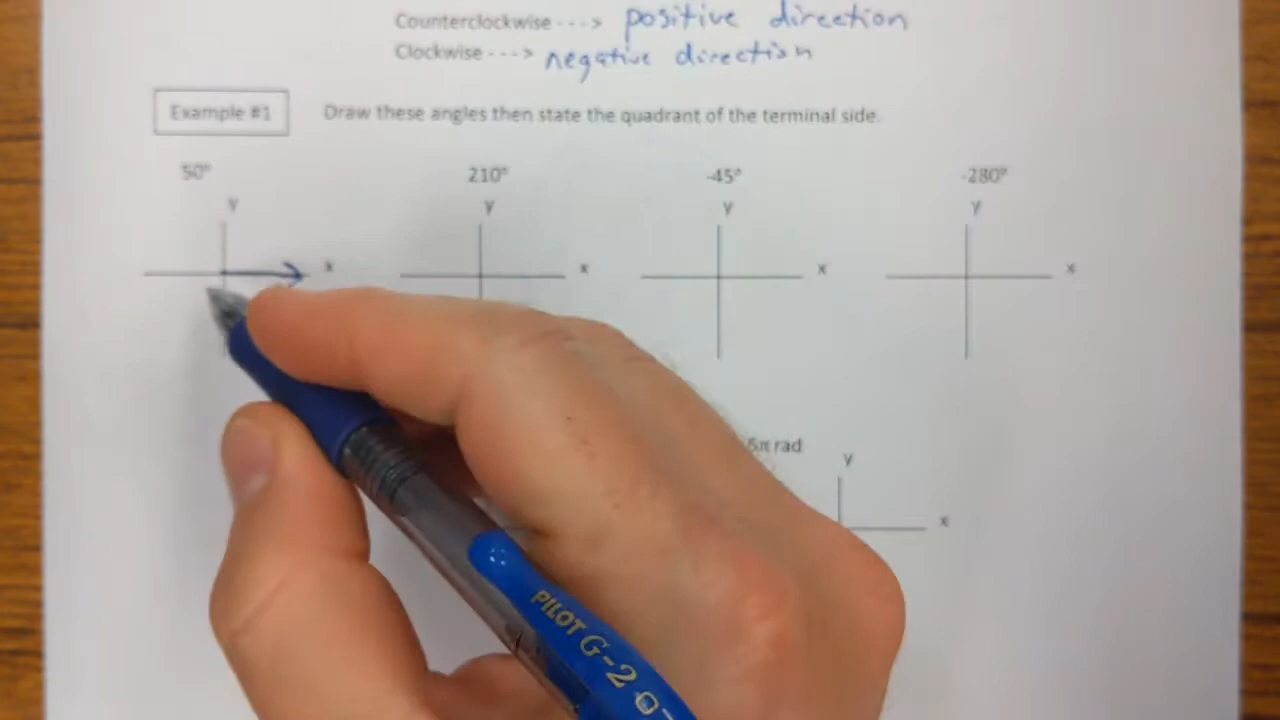 Counterclockwise ---> positive direction
Clockwise ---> negative direction
Example #1 Draw these angles then state the quadrant of the terminal side.
50° 210° -45° -280°
y y y y
x x x x
rad
y
x
PILOT G-2